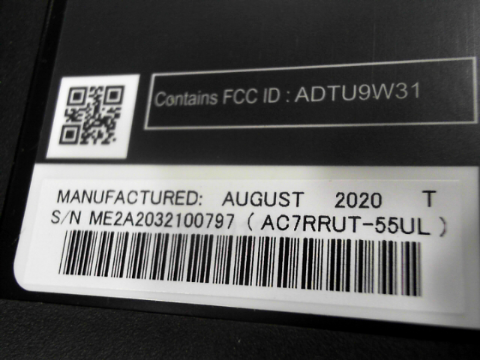 Contains FCC ID : ADTU9W31
MANUFACTURED: AUGUST 2020 T
S/N ME2A2032100797 ( AC7RRUT-55UL )